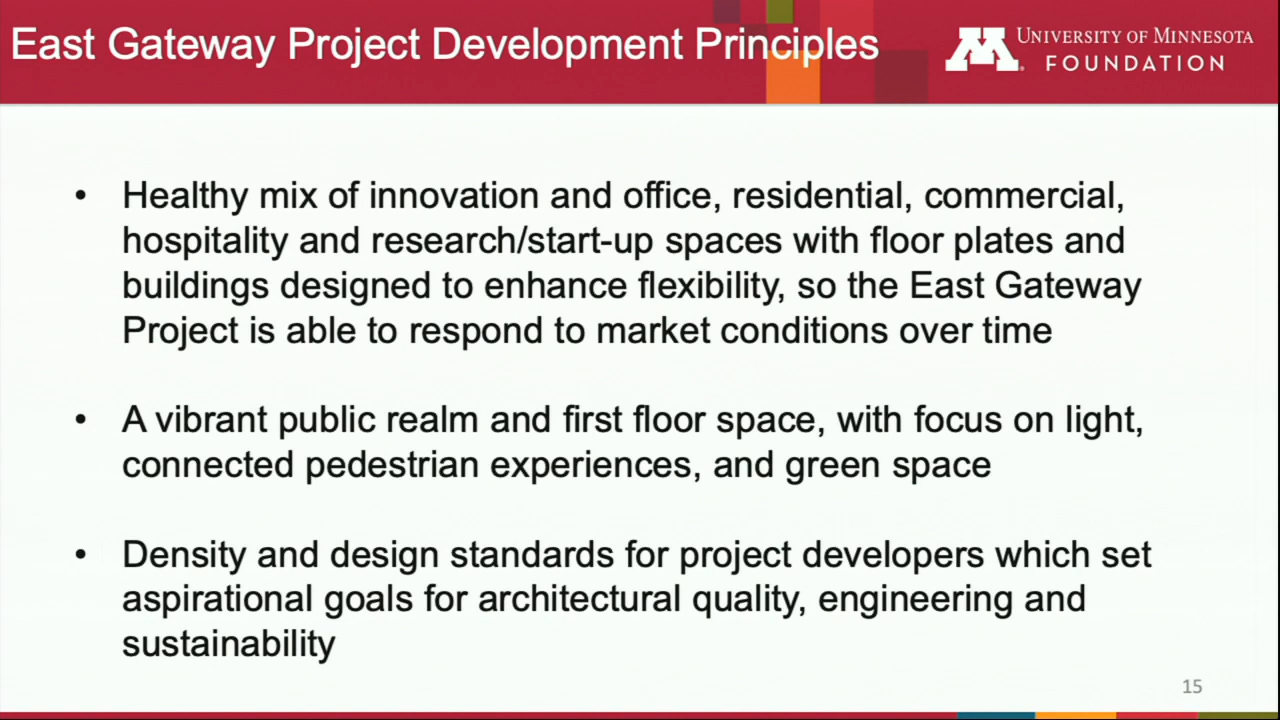 East Gateway Project Development Principles
M
UNIVERSITY OF MINNESOTA
FOUNDATION
• Healthy mix of innovation and office, residential, commercial,
hospitality and research/start-up spaces with floor plates and
buildings designed to enhance flexibility, so the East Gateway
Project is able to respond to market conditions over time
• A vibrant public realm and first floor space, with focus on light,
connected pedestrian experiences, and green space
• Density and design standards for project developers which set
aspirational goals for architectural quality, engineering and
sustainability
15